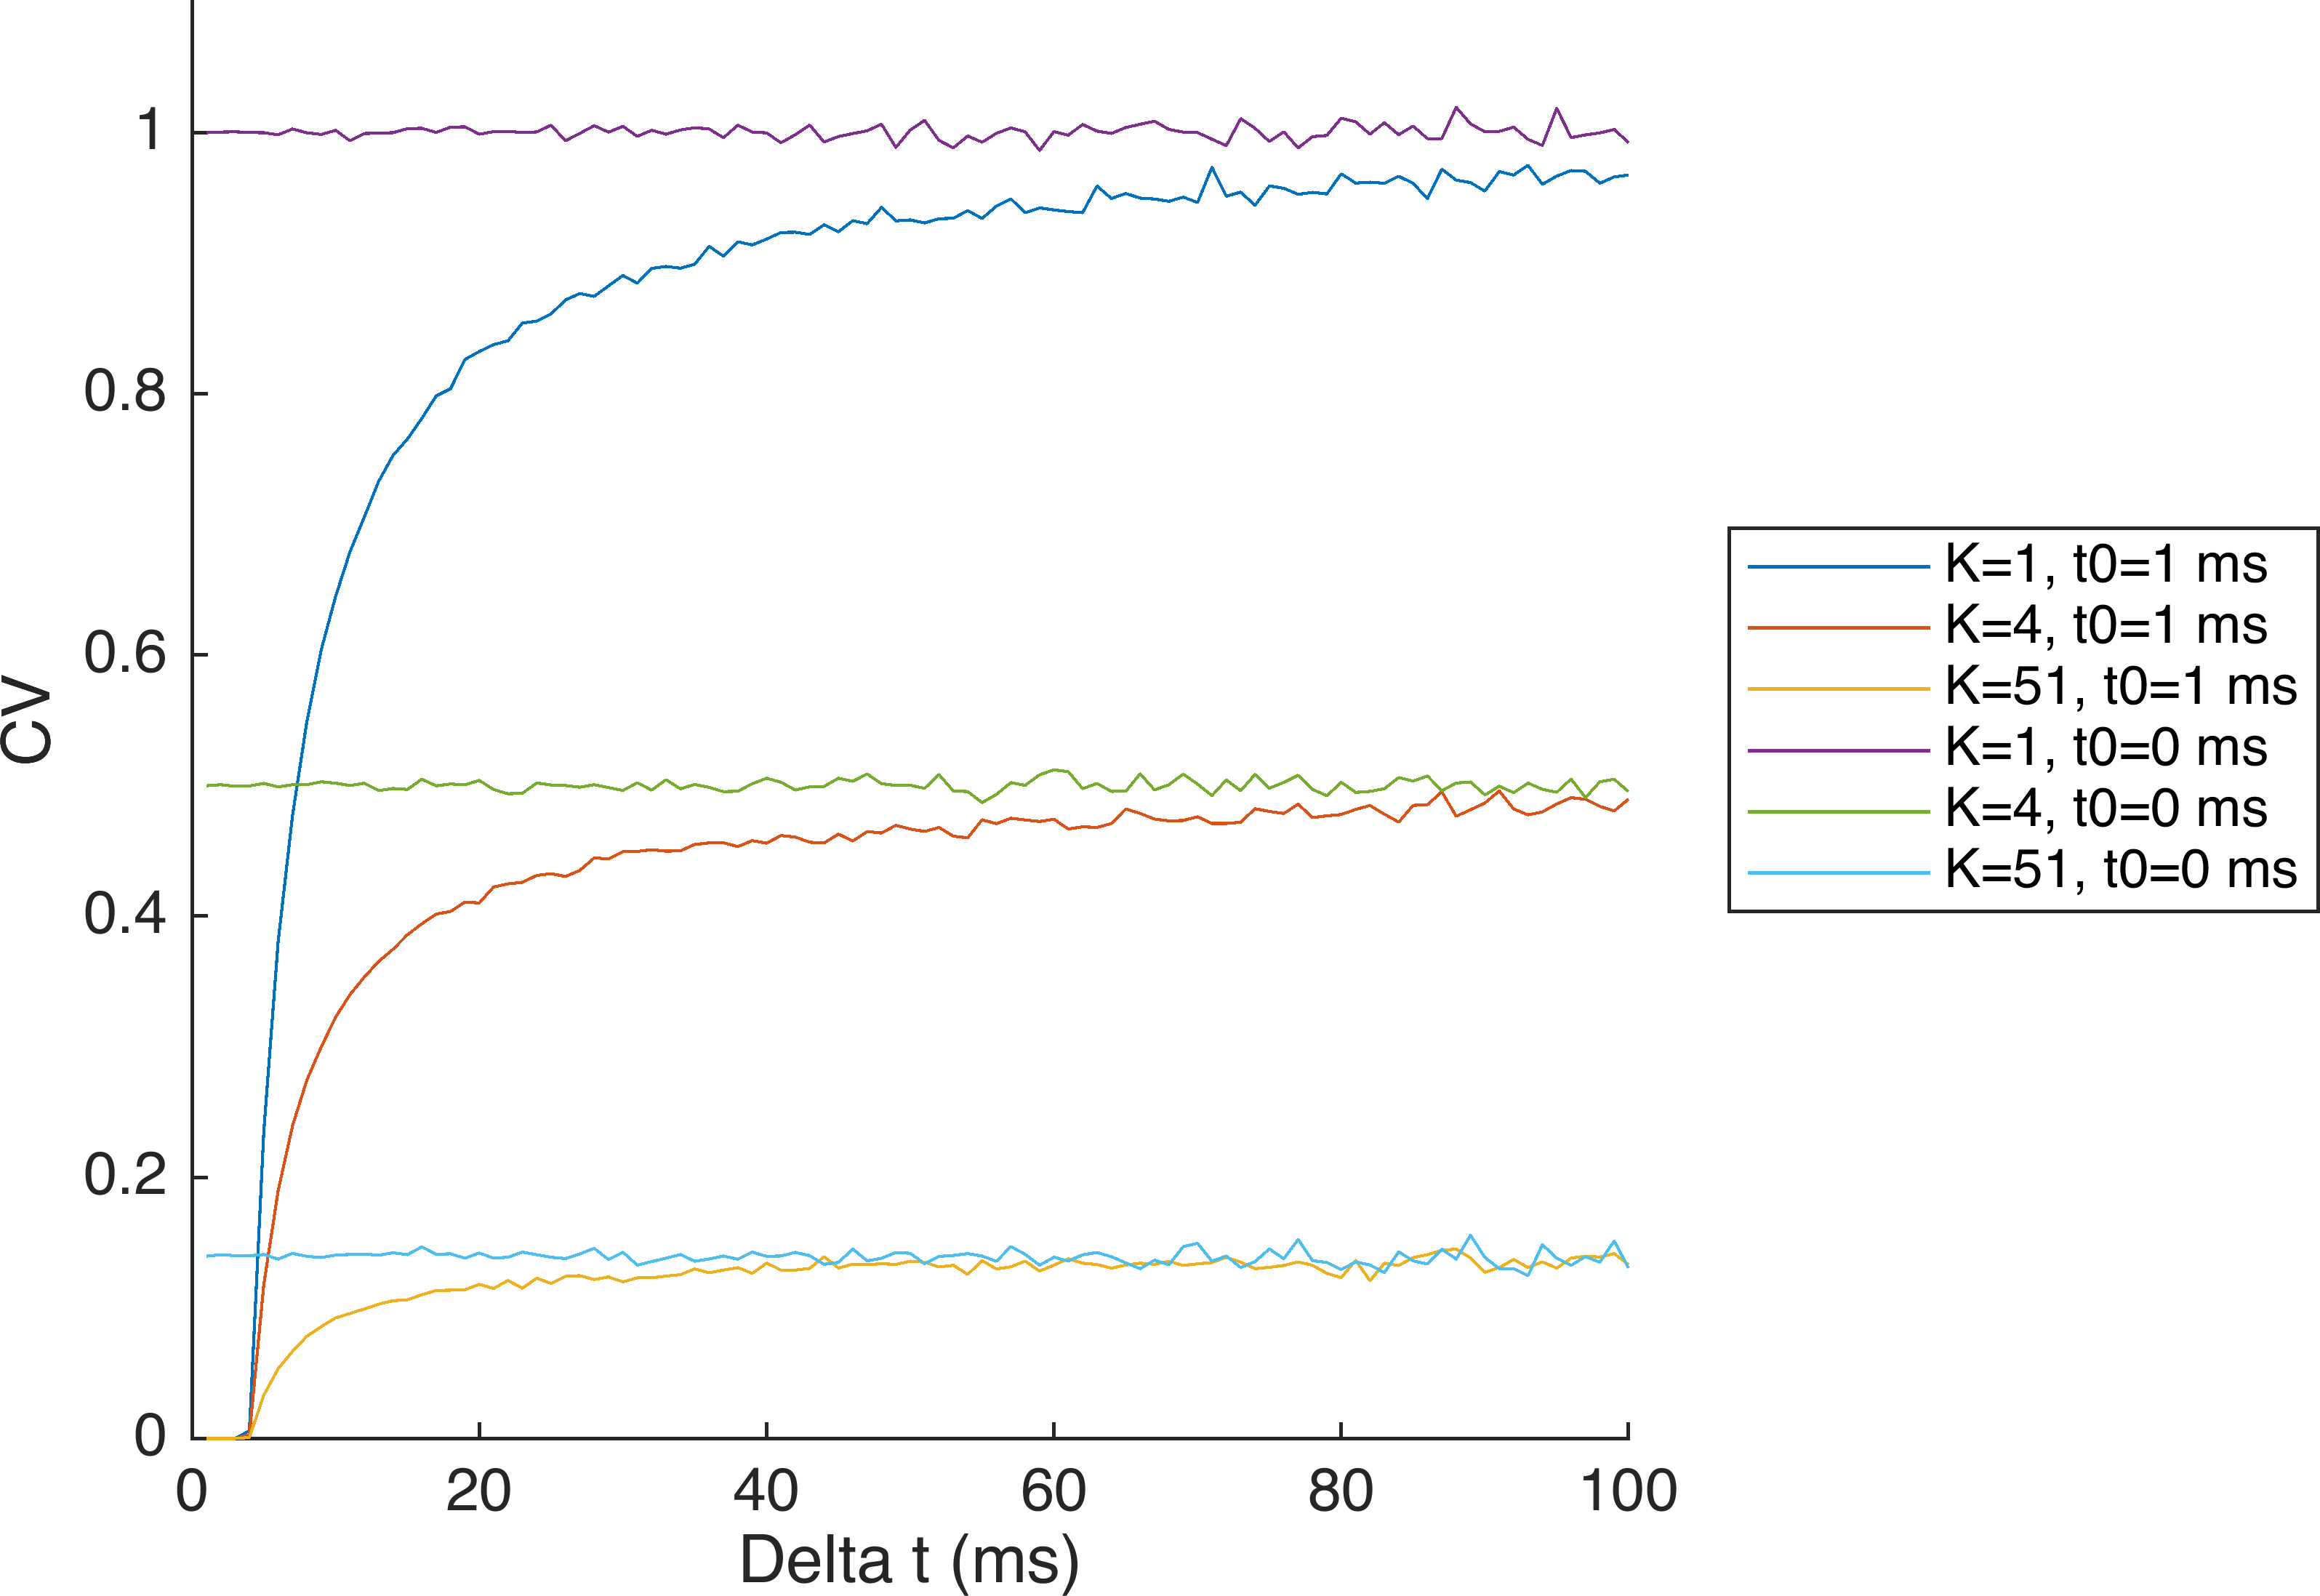 CV
1
0.8
0.6
0.4
0.2
0
0 20 40 60 80 100
Delta t (ms)
K=1, t0=1 ms
K=4, t0=1 ms
K=51, t0=1 ms
K=1, t0=0 ms
K=4, t0=0 ms
K=51, t0=0 ms